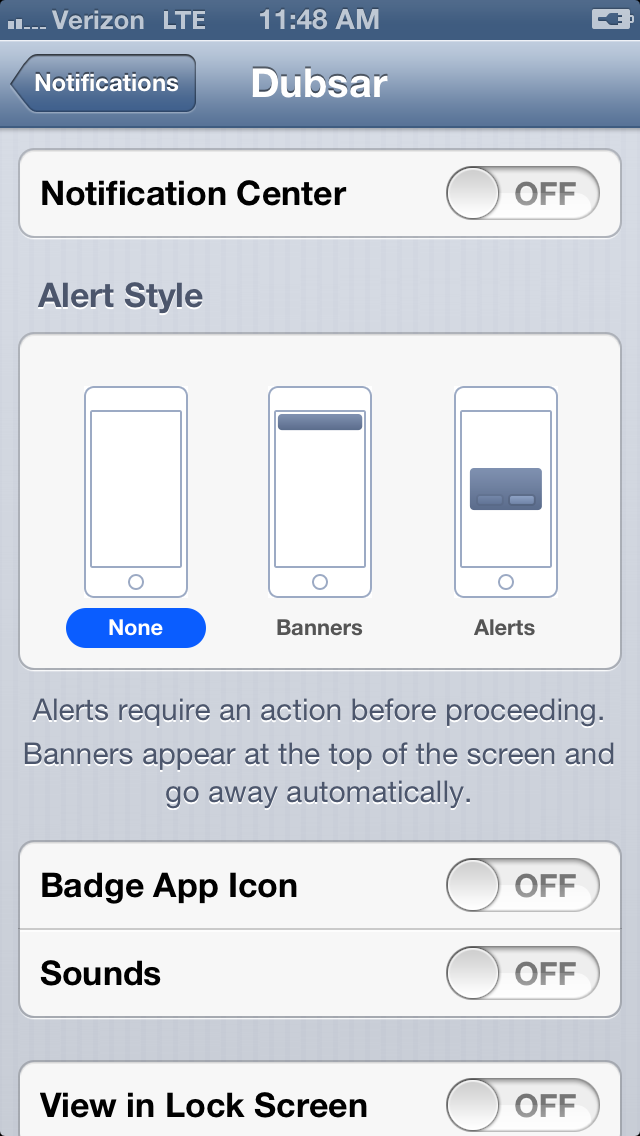 Verizon LTE 11:48 AM
Notifications Dubsar
Notification Center OFF
Alert Style
None Banners Alerts
Alerts require an action before proceeding.
Banners appear at the top of the screen and
go away automatically.
Badge App Icon OFF
Sounds OFF
View in Lock Screen OFF